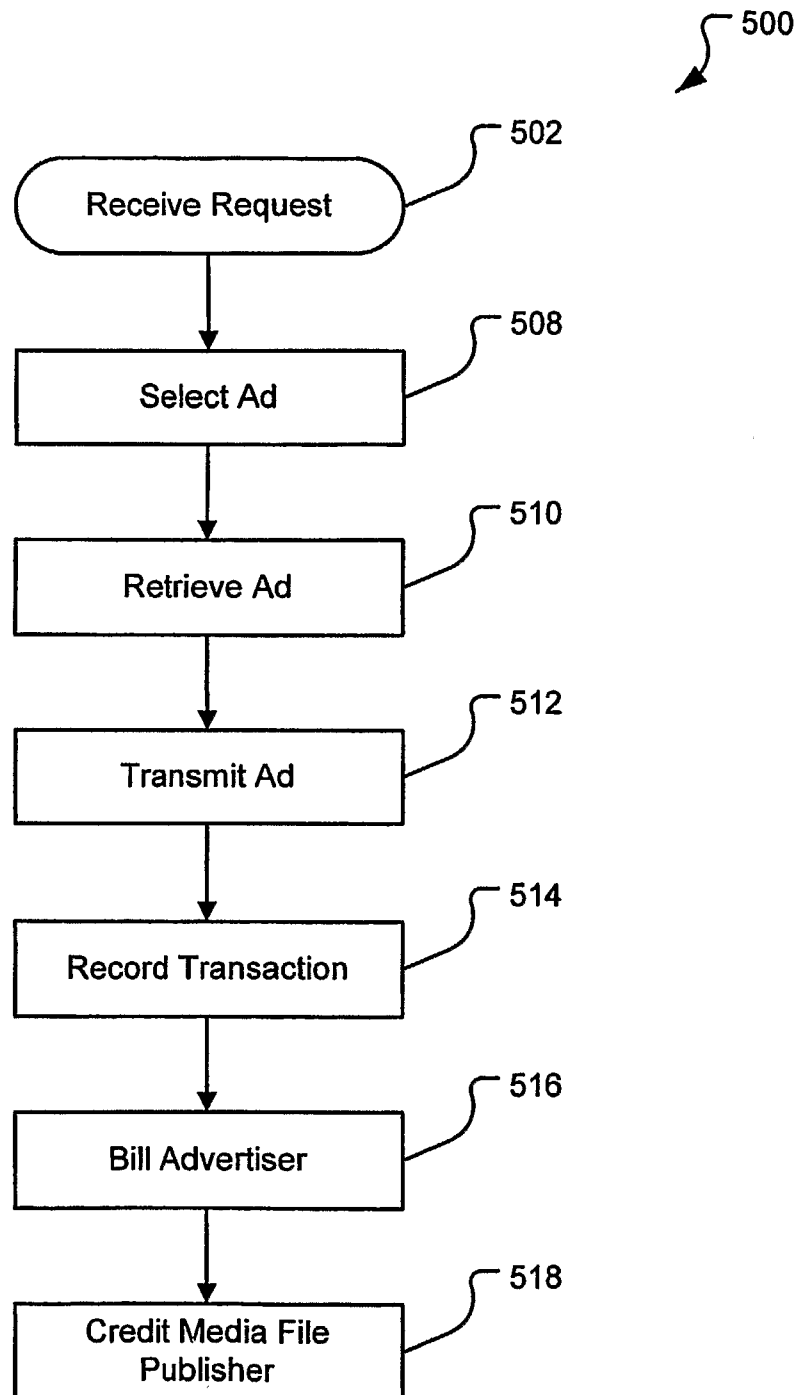 500
502
Receive Request
508
Select Ad
510
Retrieve Ad
512
Transmit Ad
514
Record Transaction
516
Bill Advertiser
518
Credit Media File
Publisher